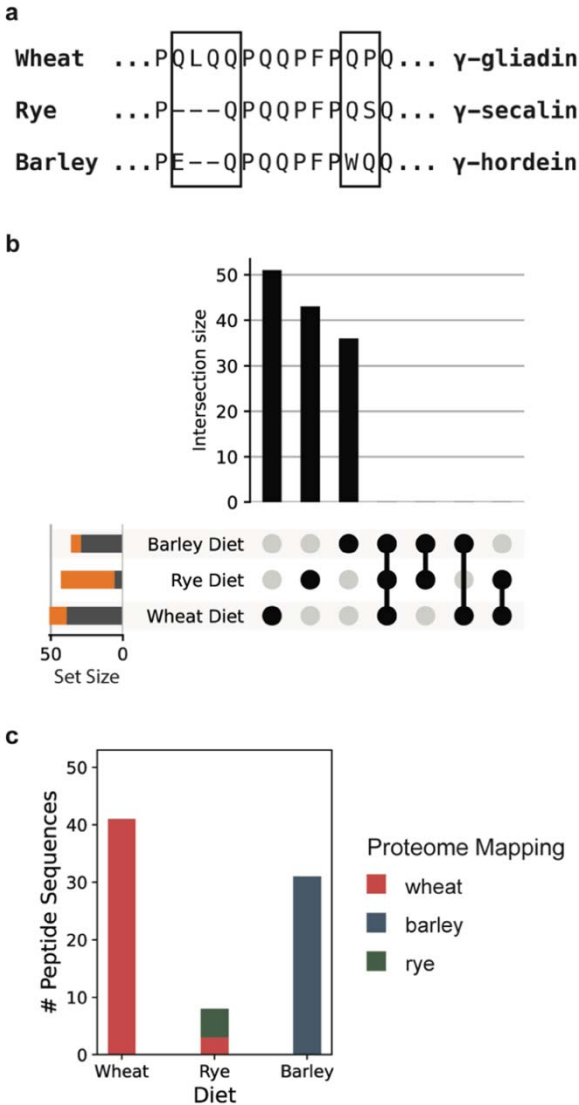 a
Wheat ...PQLQQPQQPFPQPQ... γ-gliadin
Rye ...P---QPQQPFPQSQ... γ-secalin
Barley ...PE--QPQQPFPWQQ... γ-hordein
b
Intersection size
50
40
30
20
10
0
Barley Diet
Rye Diet
Wheat Diet
50 0
Set Size
c
# Peptide Sequences
50
40
30
20
10
0
Wheat Rye Barley
Diet
Proteome Mapping
wheat
barley
rye